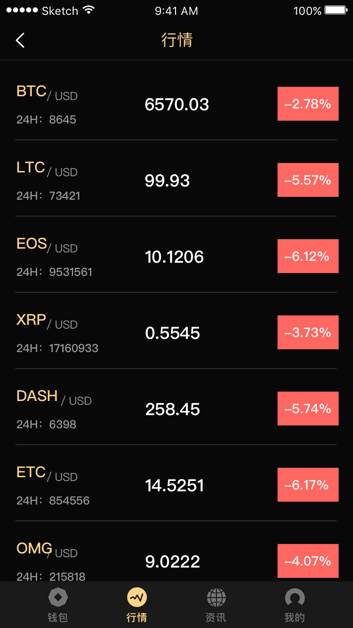 Sketch 9:41 AM 100%
行情
BTC/ USD 6570.03 −2.78%
24H：8645
LTC/ USD 99.93 −5.57%
24H：73421
EOS/ USD 10.1206 −6.12%
24H：9531561
XRP/ USD 0.5545 −3.73%
24H：17160933
DASH / USD 258.45 −5.74%
24H：6398
ETC/ USD 14.5251 −6.17%
24H：854556
OMG/ USD 9.0222 −4.07%
24H：215818
钱包 行情 资讯 我的